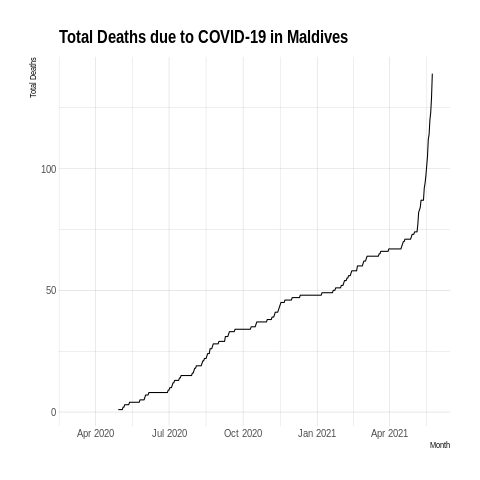 Total Deaths due to COVID-19 in Maldives
Total Deaths
100
50
0
Apr 2020 Jul 2020 Oct 2020 Jan 2021 Apr 2021
Month